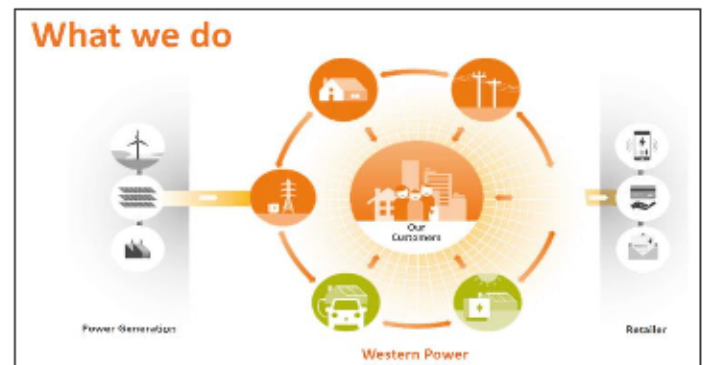 What we do
Our
Customers
Power Generation
Retailer
Western Power